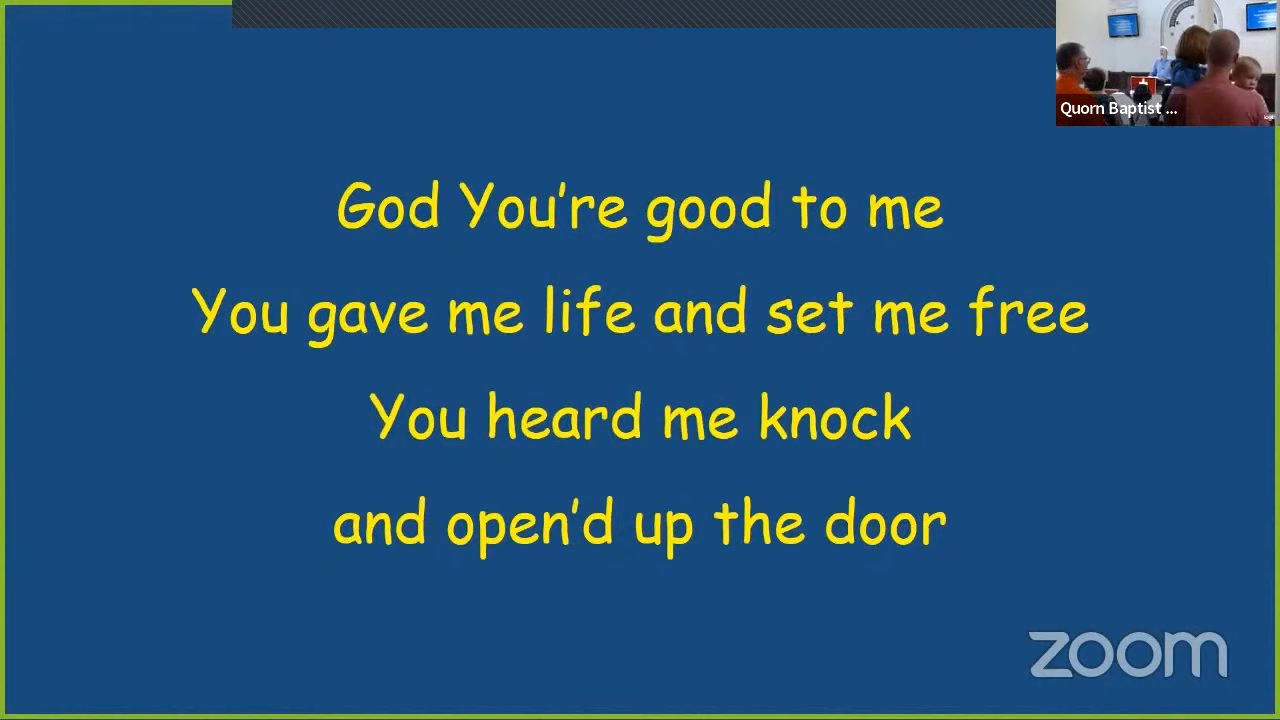 Quorn Baptist ...
God You're good to me
You gave me life and set me free
You heard me knock
and open'd up the door
zoom